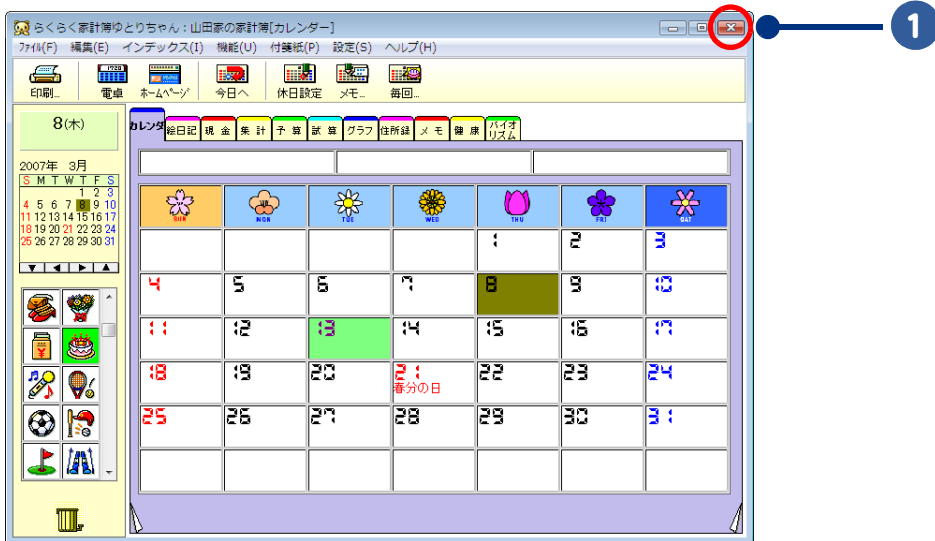 らくらく家計簿ゆとりちゃん：山田家の家計簿[カレンダー]
1
ファイル(F) 編集(E) インデックス(I) 機能(U) 付箋紙(P) 設定(S) ヘルプ(H)
印刷... 電卓 ホームページ 今日へ 休日設定 メモ... 毎回...
8(木)
カレンダ 絵日記 現金 集計 予算 試算 グラフ 住所録 メモ 健康 バイオリズム
2007年 3月
S M T W T F S
1 2 3
4 5 6 7 8 9 10
11 12 13 14 15 16 17
18 19 20 21 22 23 24
25 26 27 28 29 30 31
SUN MON TUE WED THU FRI SAT
1 2 3
4 5 6 7 8 9 10
11 12 13 14 15 16 17
18 19 20 21 22 23 24
春分の日
25 26 27 28 29 30 31